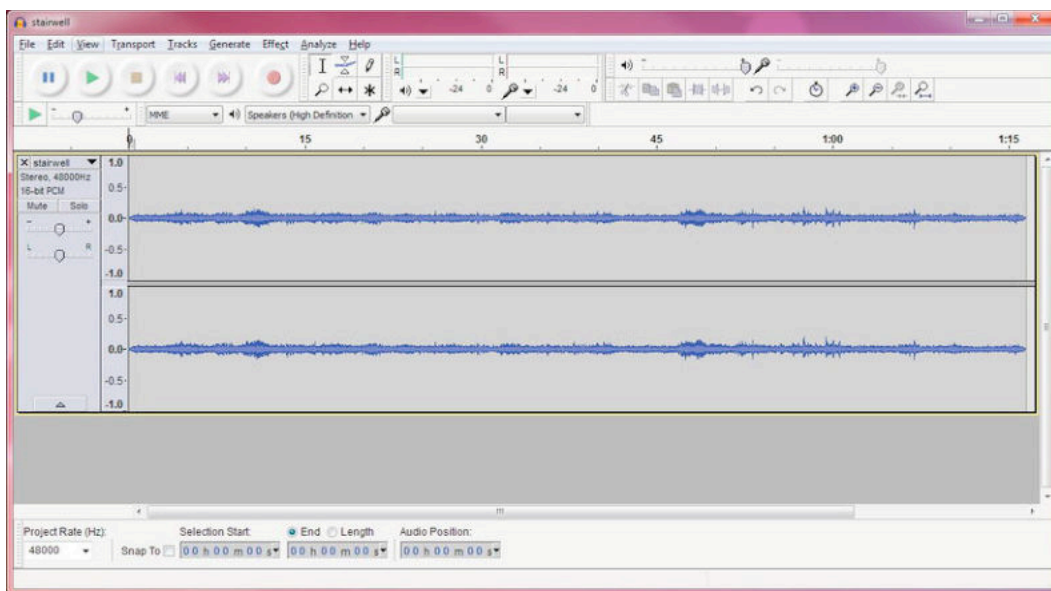 stairwell
File Edit View Transport Tracks Generate Effect Analyze Help
L
R
-24 0
L
R
-24 0
MME
Speakers (High Definition
0 15 30 45 1:00 1:15
stairwell
Stereo, 48000Hz
16-bit PCM
Mute Solo
- +
L R
1.0
0.5-
0.0-
-0.5-
-1.0
1.0
0.5-
0.0-
-0.5-
-1.0
Project Rate (Hz): Selection Start: End Length Audio Position:
48000 Snap To 00 h 00 m 00 s 00 h 00 m 00 s 00 h 00 m 00 s